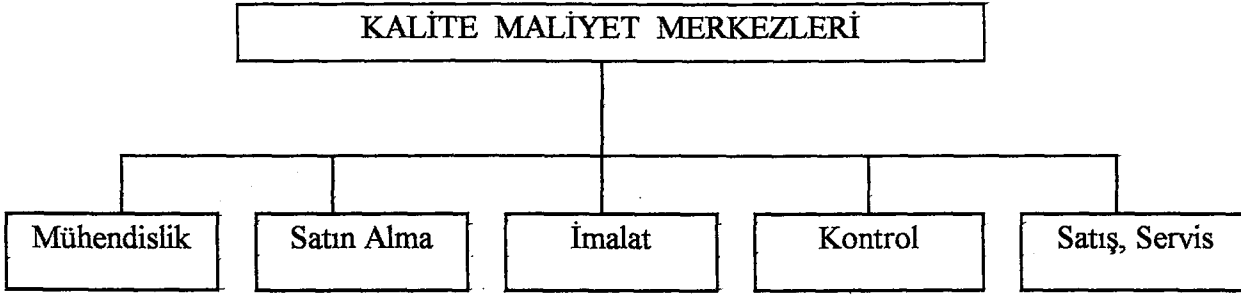 KALİTE MALİYET MERKEZLERİ
Mühendislik
Satın Alma
İmalat
Kontrol
Satış, Servis